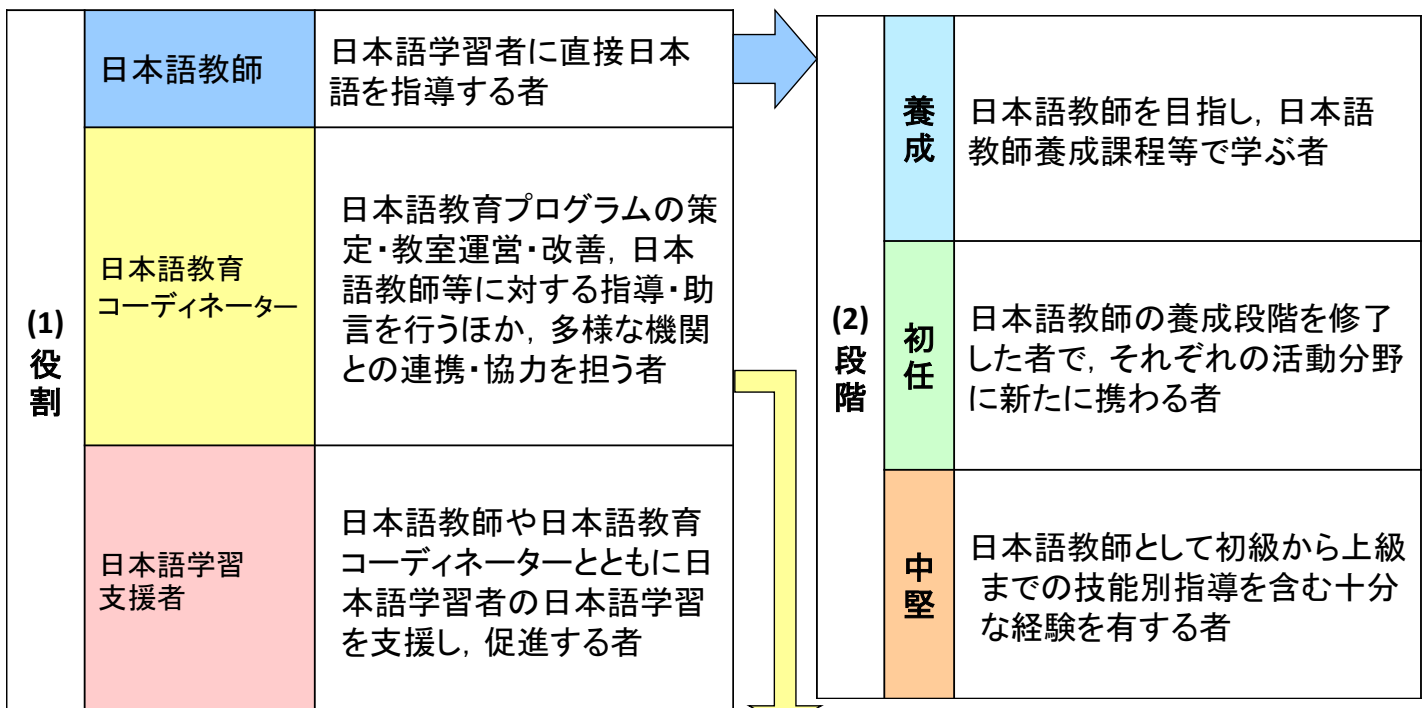 (1)
役
割
日本語教師
日本語学習者に直接日本
語を指導する者
日本語教育
コーディネーター
日本語教育プログラムの策
定・教室運営・改善，日本
語教師等に対する指導・助
言を行うほか，多様な機関
との連携・協力を担う者
日本語学習
支援者
日本語教師や日本語教育
コーディネーターとともに日
本語学習者の日本語学習
を支援し，促進する者
(2)
段
階
養
成
日本語教師を目指し，日本語
教師養成課程等で学ぶ者
初
任
日本語教師の養成段階を修了
した者で，それぞれの活動分野
に新たに携わる者
中
堅
日本語教師として初級から上級
までの技能別指導を含む十分
な経験を有する者